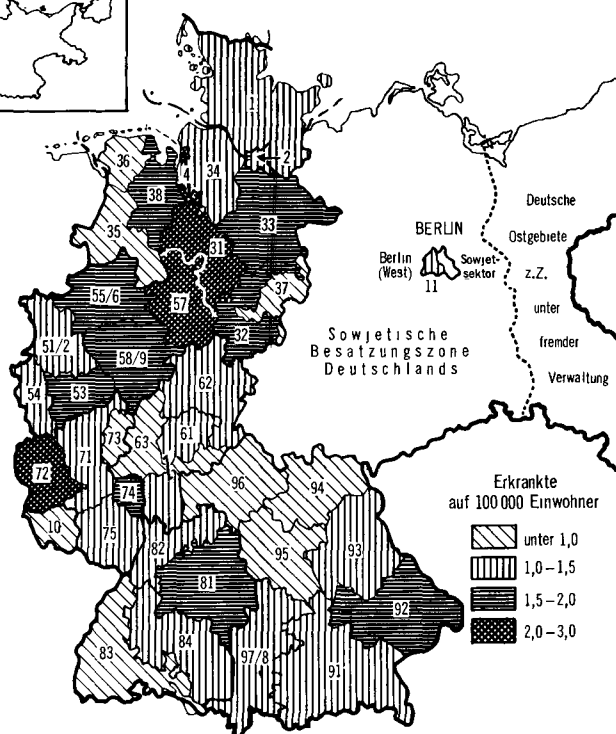 1
2
36
4
34
38
33
35
31
37
55/6
57
32
51/2
58/9
62
54
53
72
71
73
63
61
74
96
94
10
75
82
95
93
81
92
83
84
97/8
91
BERLIN
Berlin
(West)
Sowjet-
sektor
11
Deutsche
Ostgebiete
z.Z.
unter
fremder
Verwaltung
Sowjetische
Besatzungszone
Deutschlands
Erkrankte
auf 100 000 Einwohner
unter 1,0
1,0–1,5
1,5–2,0
2,0–3,0